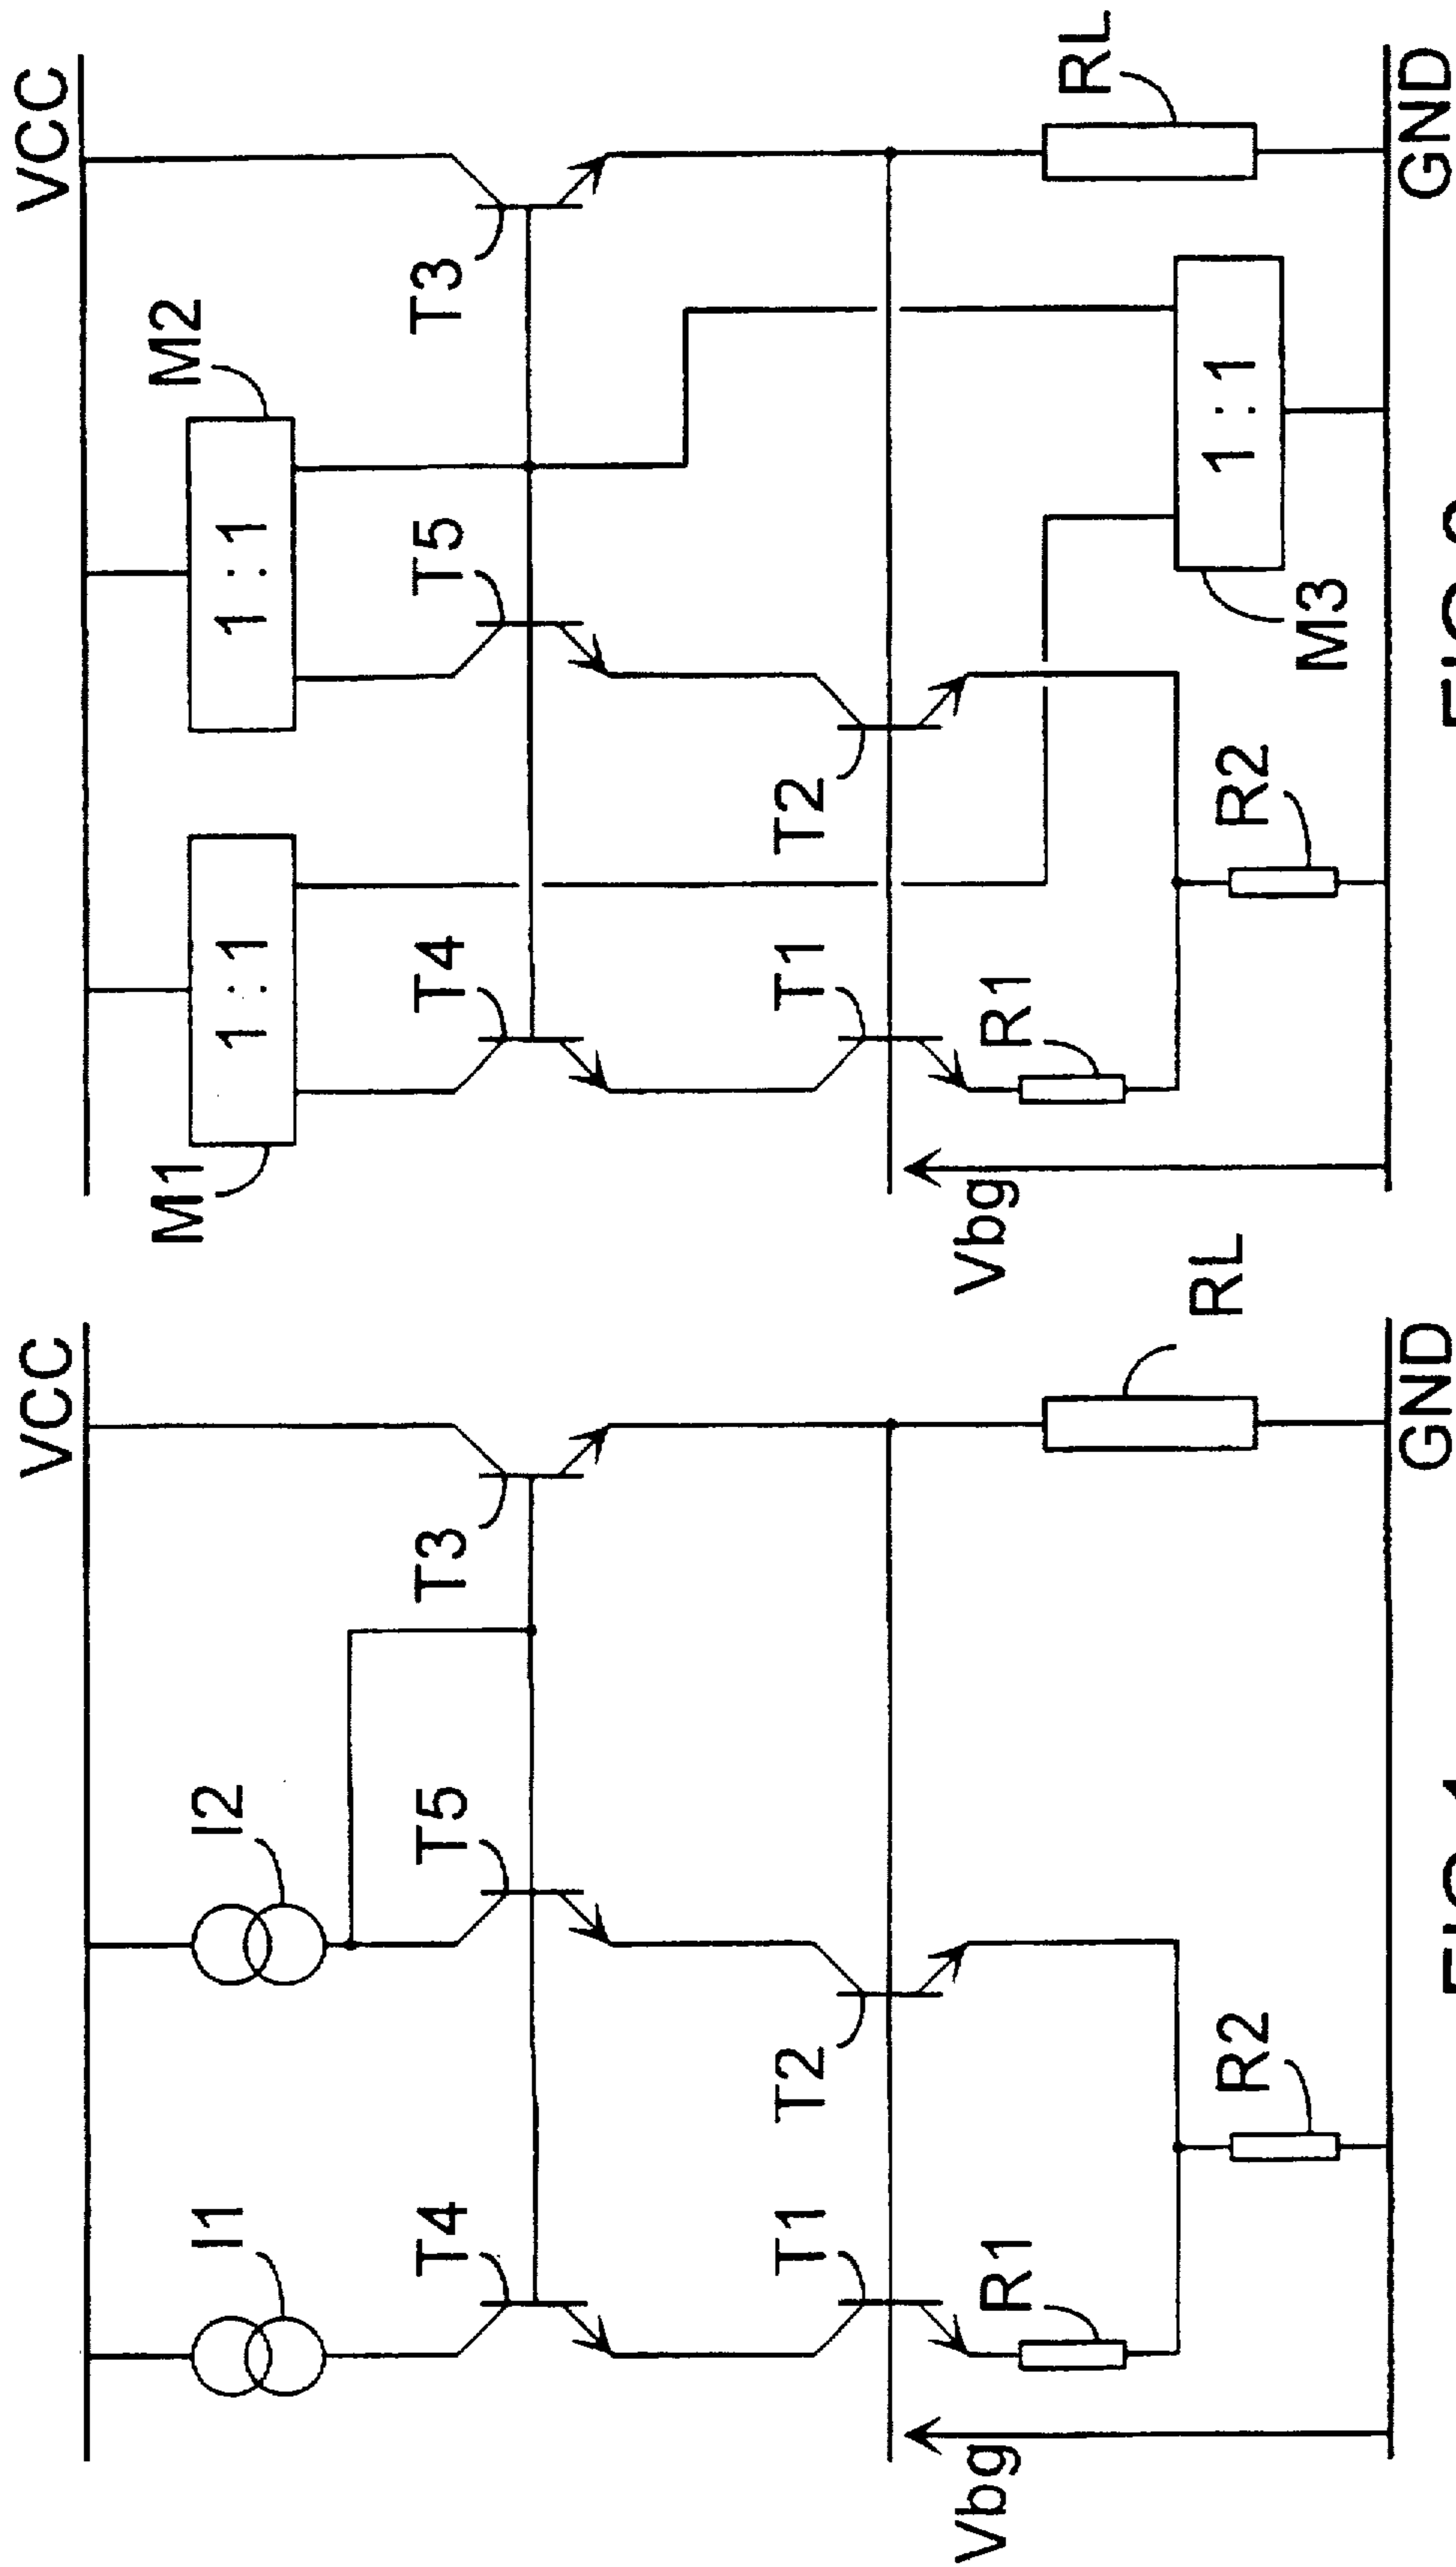 VCC
I1
I2
T4
T5
T3
T1
T2
Vbg
R1
RL
R2
GND
VCC
M1
M2
1 : 1
1 : 1
T4
T5
T3
T1
T2
Vbg
R1
RL
R2
1 : 1
M3
GND